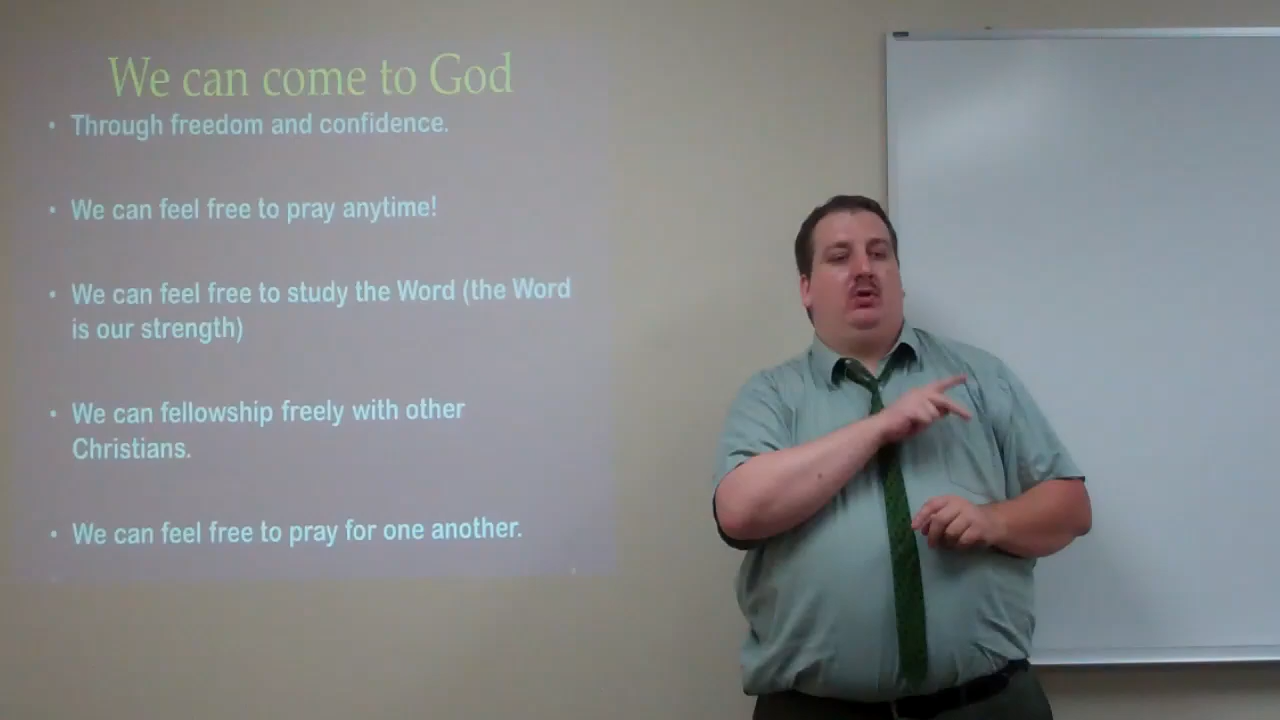 We can come to God
• Through freedom and confidence.
• We can feel free to pray anytime!
• We can feel free to study the Word (the Word
is our strength)
• We can fellowship freely with other
Christians.
• We can feel free to pray for one another.